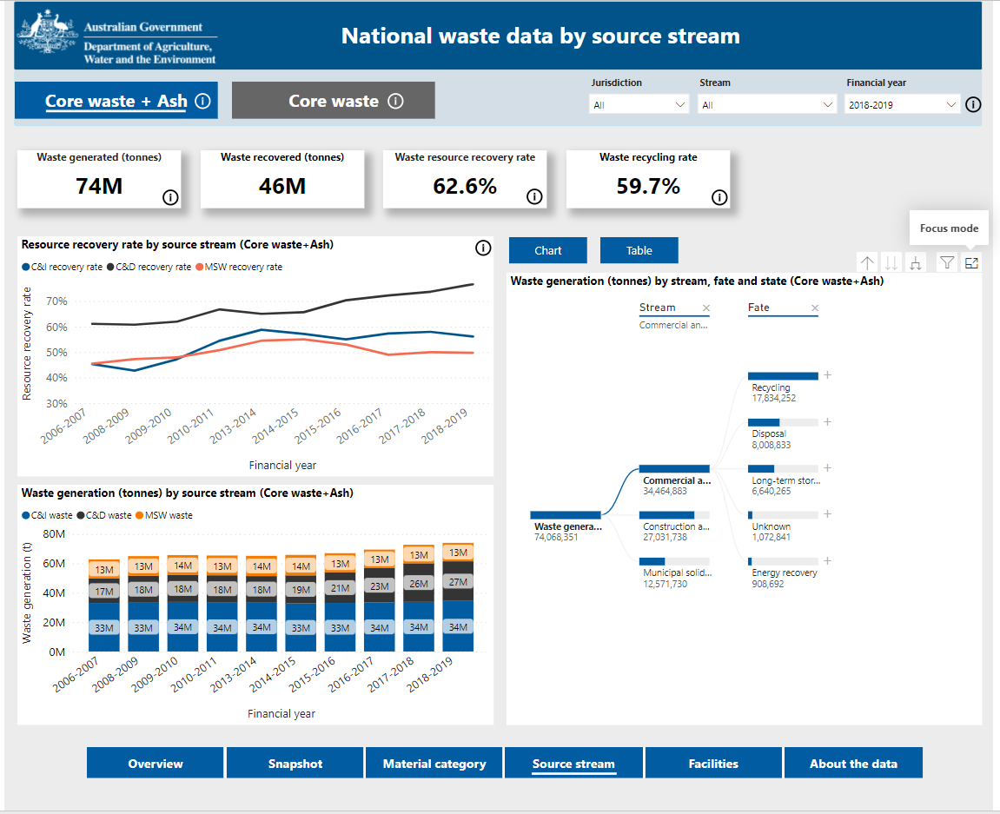 Australian Government
Department of Agriculture,
Water and the Environment
National waste data by source stream
Core waste + Ash
Core waste
Jurisdiction
All
Stream
All
Financial year
2018-2019
Waste generated (tonnes)
74M
Waste recovered (tonnes)
46M
Waste resource recovery rate
62.6%
Waste recycling rate
59.7%
Focus mode
Resource recovery rate by source stream (Core waste+Ash)
C&I recovery rate C&D recovery rate MSW recovery rate
Resource recovery rate
70%
60%
50%
40%
30%
2006-2007
2008-2009
2009-2010
2010-2011
2013-2014
2014-2015
2015-2016
2016-2017
2017-2018
2018-2019
Financial year
Waste generation (tonnes) by source stream (Core waste+Ash)
C&I waste C&D waste MSW waste
Waste generation (t)
80M
60M
40M
20M
0M
13M 13M 14M 13M 14M 14M 13M 13M 13M 13M
17M 18M 18M 18M 18M 19M 21M 23M 26M 27M
33M 33M 34M 34M 34M 33M 33M 34M 34M 34M
2006-2007
2008-2009
2009-2010
2010-2011
2013-2014
2014-2015
2015-2016
2016-2017
2017-2018
2018-2019
Financial year
Chart
Table
Waste generation (tonnes) by stream, fate and state (Core waste+Ash)
Stream
Commercial an...
Fate
Waste genera...
74,068,351
Commercial a...
34,464,883
Construction a...
27,031,738
Municipal solid...
12,571,730
Recycling
17,834,252
Disposal
8,008,833
Long-term stor...
6,640,265
Unknown
1,072,841
Energy recovery
908,692
Overview
Snapshot
Material category
Source stream
Facilities
About the data